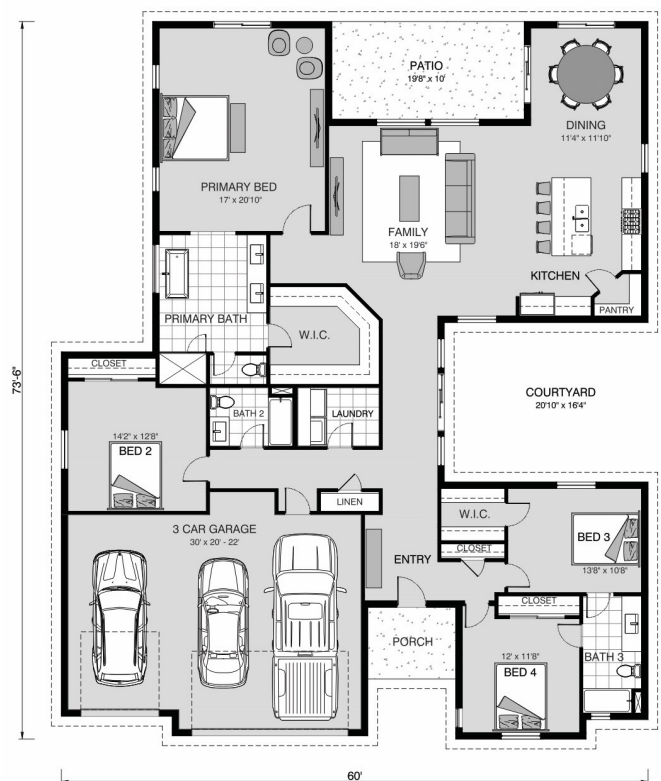 PATIO
19'8" x 10'
DINING
11'4" x 11'10"
PRIMARY BED
17' x 20'10"
FAMILY
18' x 19'6"
KITCHEN
PANTRY
PRIMARY BATH
W.I.C.
CLOSET
73'-6"
COURTYARD
20'10" x 16'4"
BATH 2
LAUNDRY
14'2" x 12'8"
BED 2
LINEN
W.I.C.
3 CAR GARAGE
30' x 20' - 22'
BED 3
13'8" x 10'8"
CLOSET
ENTRY
CLOSET
PORCH
12' x 11'8"
BED 4
BATH 3
60'